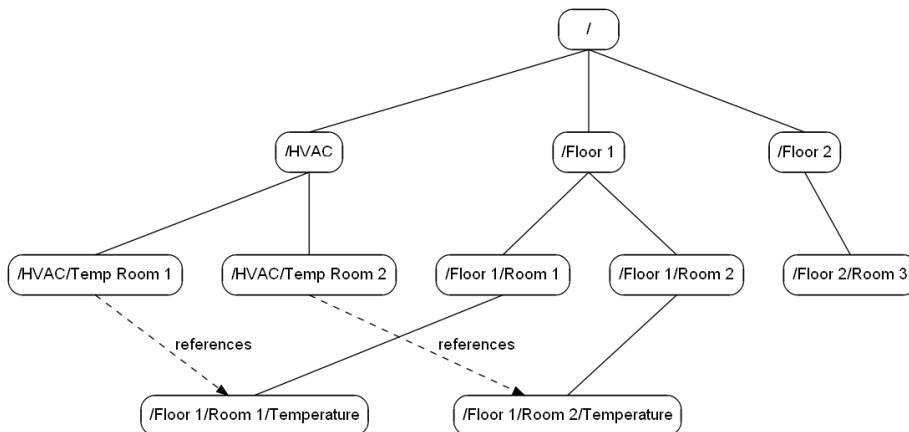 /
/HVAC
/Floor 1
/Floor 2
/HVAC/Temp Room 1
/HVAC/Temp Room 2
/Floor 1/Room 1
/Floor 1/Room 2
/Floor 2/Room 3
references
references
/Floor 1/Room 1/Temperature
/Floor 1/Room 2/Temperature